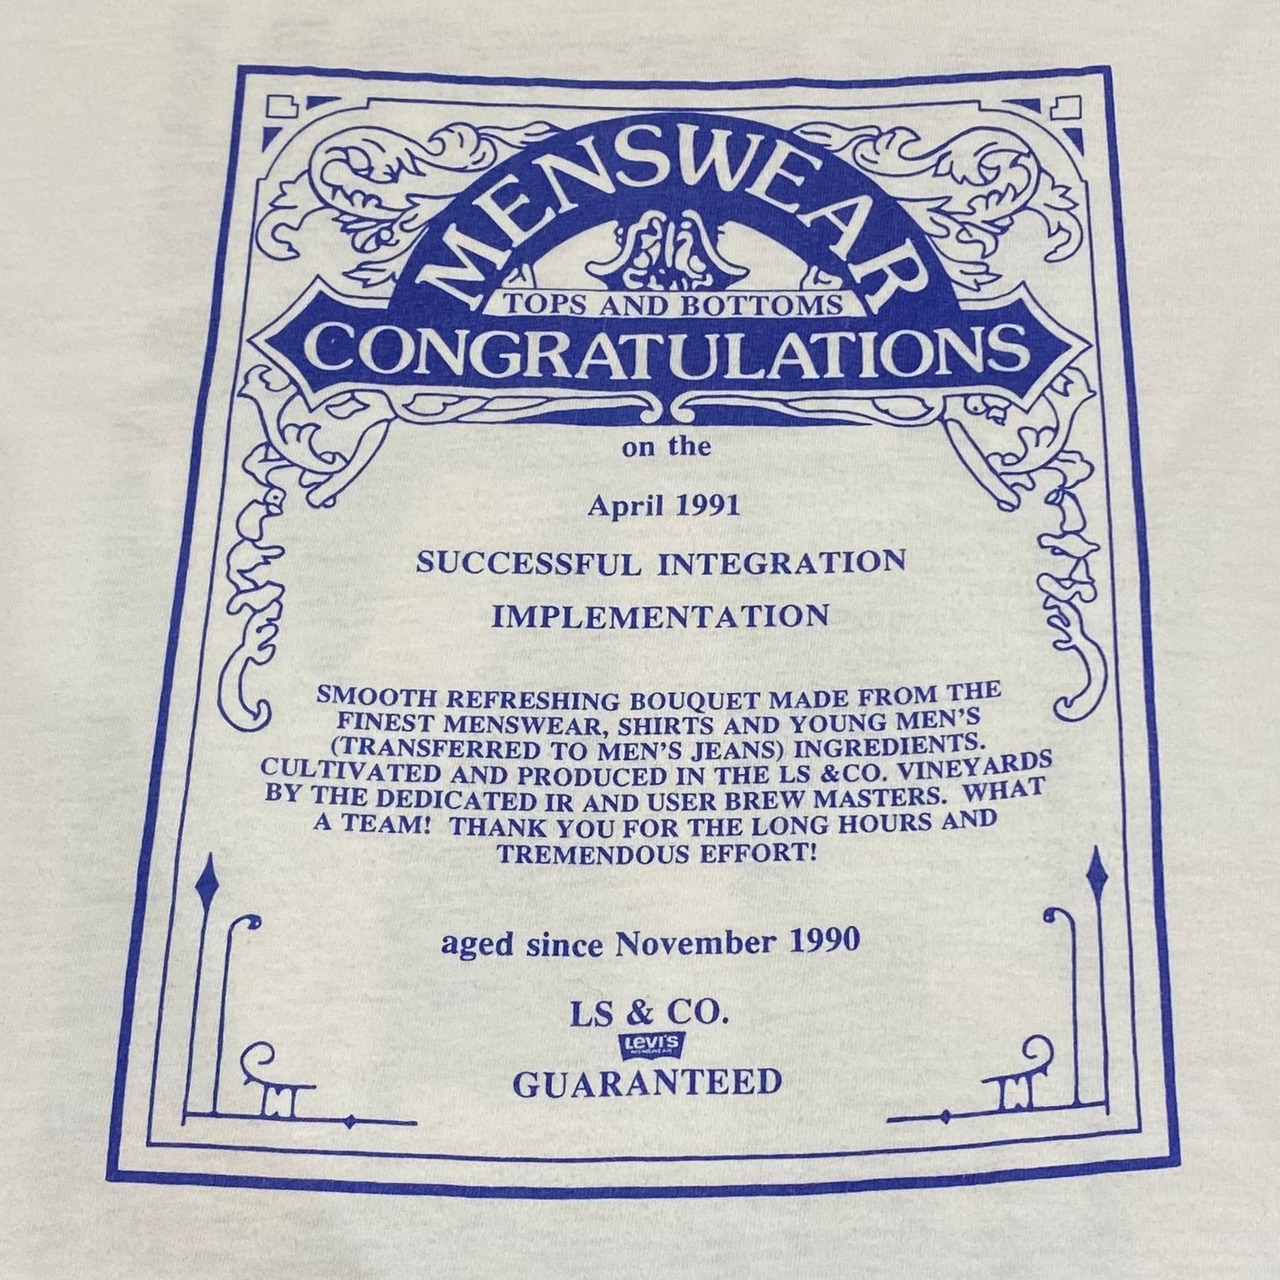 MENSWEAR
TOPS AND BOTTOMS
CONGRATULATIONS
on the
April 1991
SUCCESSFUL INTEGRATION
IMPLEMENTATION
SMOOTH REFRESHING BOUQUET MADE FROM THE
FINEST MENSWEAR, SHIRTS AND YOUNG MEN'S
(TRANSFERRED TO MEN'S JEANS) INGREDIENTS.
CULTIVATED AND PRODUCED IN THE LS &CO. VINEYARDS
BY THE DEDICATED IR AND USER BREW MASTERS. WHAT
A TEAM! THANK YOU FOR THE LONG HOURS AND
TREMENDOUS EFFORT!
aged since November 1990
LS & CO.
LEVI'S
MENSWEAR
GUARANTEED